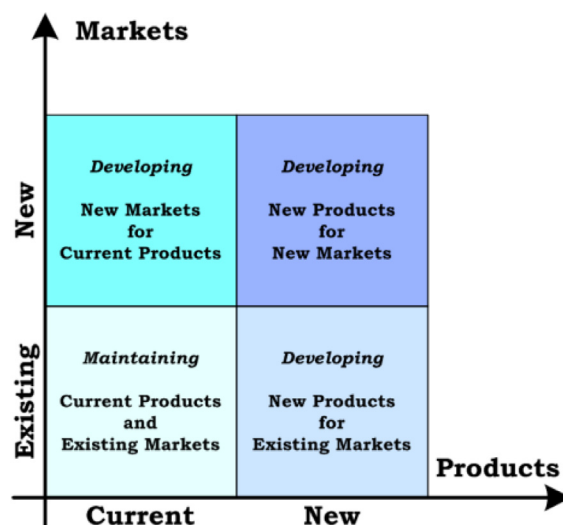 Markets
New
Developing
New Markets
for
Current Products
Developing
New Products
for
New Markets
Existing
Maintaining
Current Products
and
Existing Markets
Developing
New Products
for
Existing Markets
Products
Current
New